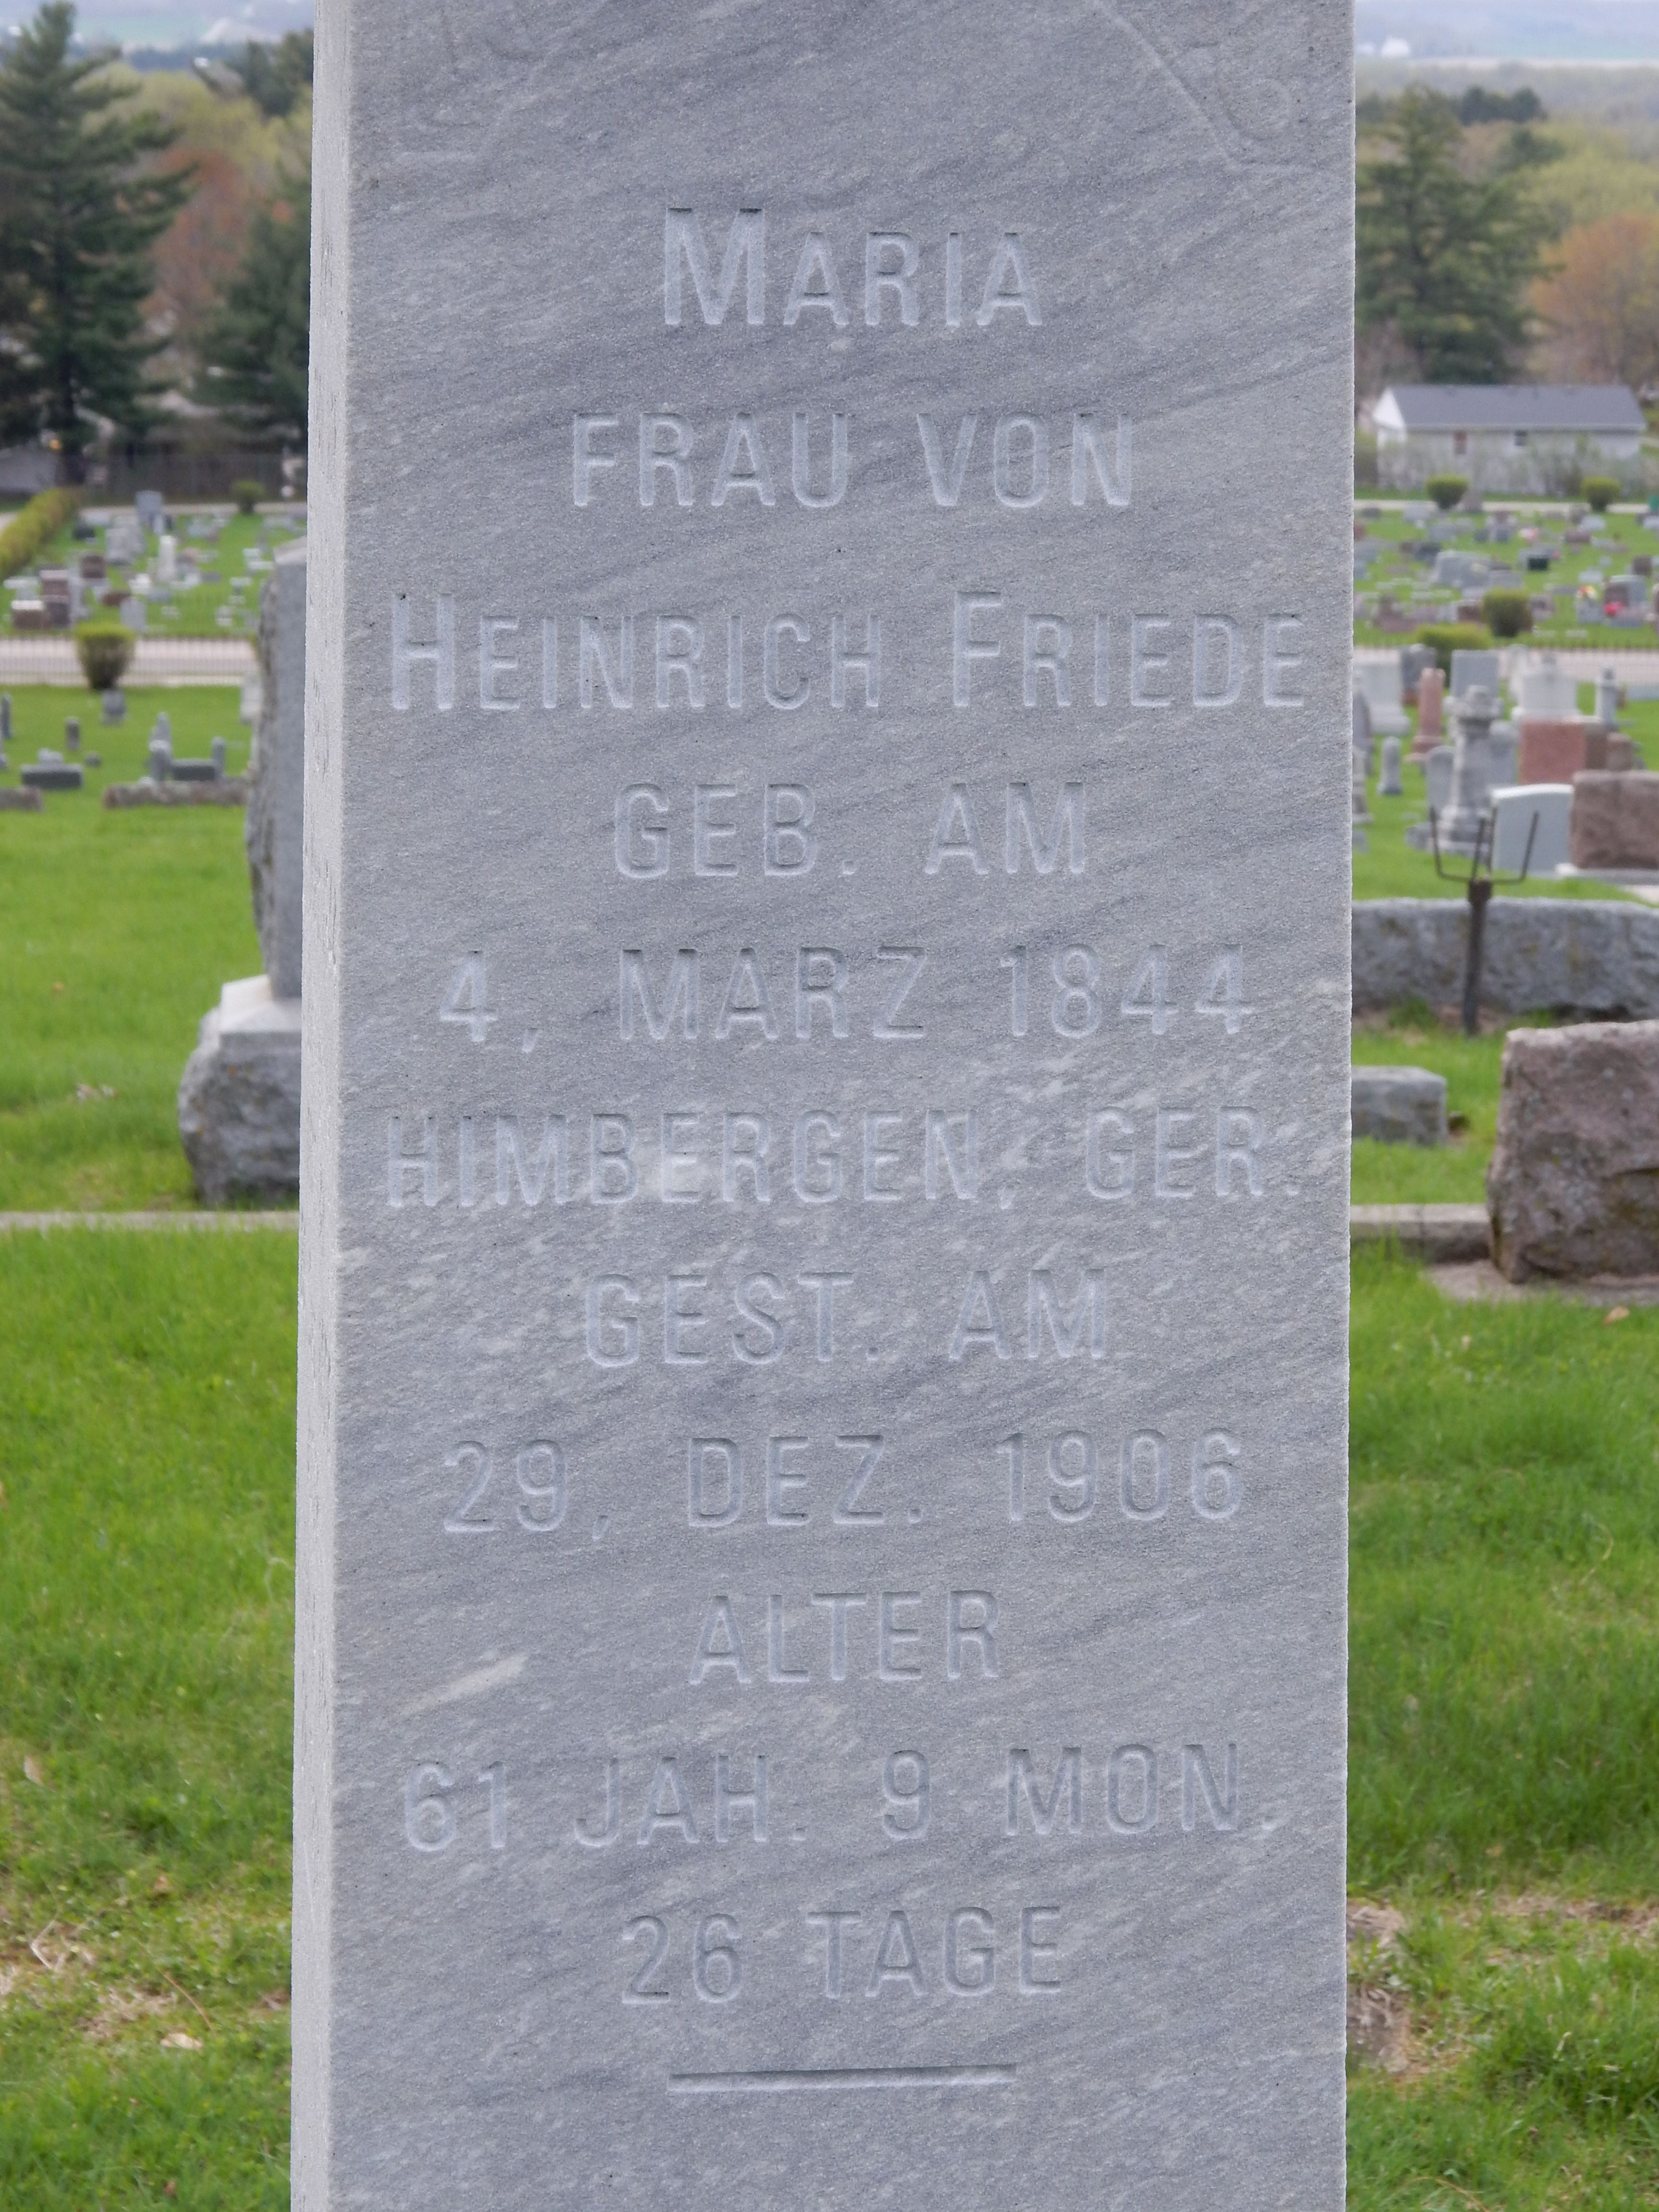 MARIA
FRAU VON
HEINRICH FRIEDE
GEB. AM
4, MARZ 1844
HIMBERGEN, GER.
GEST. AM
29, DEZ. 1906
ALTER
61 JAH. 9 MON.
26 TAGE